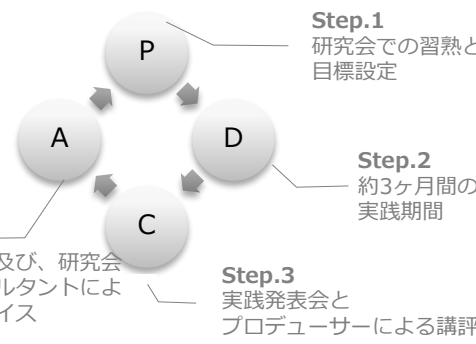 P
Step.1
研究会での習熟と
目標設定
A
D
Step.2
約3ヶ月間の
実践期間
C
及び、研究会
ルタントによ
イス
Step.3
実践発表会と
プロデューサーによる講評